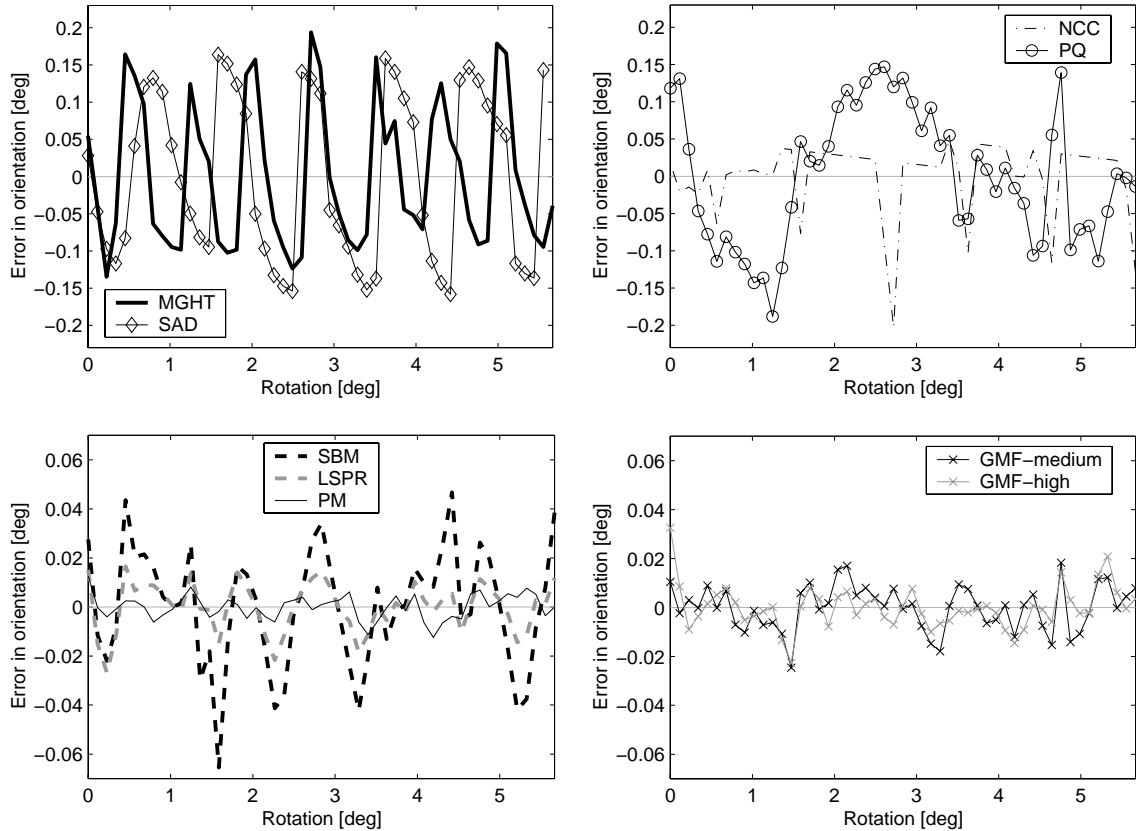 0.2
0.15
0.1
0.05
0
−0.05
−0.1
−0.15
−0.2
Error in orientation [deg]
MGHT
SAD
0 1 2 3 4 5
Rotation [deg]
0.2
0.15
0.1
0.05
0
−0.05
−0.1
−0.15
−0.2
Error in orientation [deg]
NCC
PQ
0 1 2 3 4 5
Rotation [deg]
0.06
0.04
0.02
0
−0.02
−0.04
−0.06
Error in orientation [deg]
SBM
LSPR
PM
0 1 2 3 4 5
Rotation [deg]
0.06
0.04
0.02
0
−0.02
−0.04
−0.06
Error in orientation [deg]
GMF−medium
GMF−high
0 1 2 3 4 5
Rotation [deg]